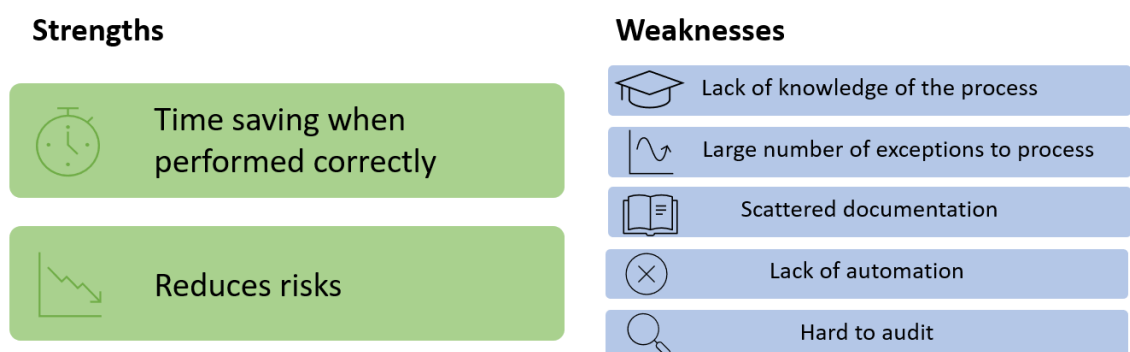 Strengths
Time saving when
performed correctly
Reduces risks
Weaknesses
Lack of knowledge of the process
Large number of exceptions to process
Scattered documentation
Lack of automation
Hard to audit